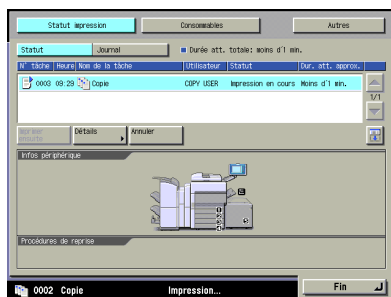 Statut impression
Consommables
Autres
Statut
Journal
Durée att. totale: moins d'1 min.
N° tâche
Heure
Nom de la tâche
Utilisateur
Statut
Dur. att. approx.
0003 09:29 Copie COPY USER Impression en cours Moins d'1 min.
1/1
Imprimer
ensuite
Détails
Annuler
Infos périphérique
Procédures de reprise
0002 Copie Impression...
Fin